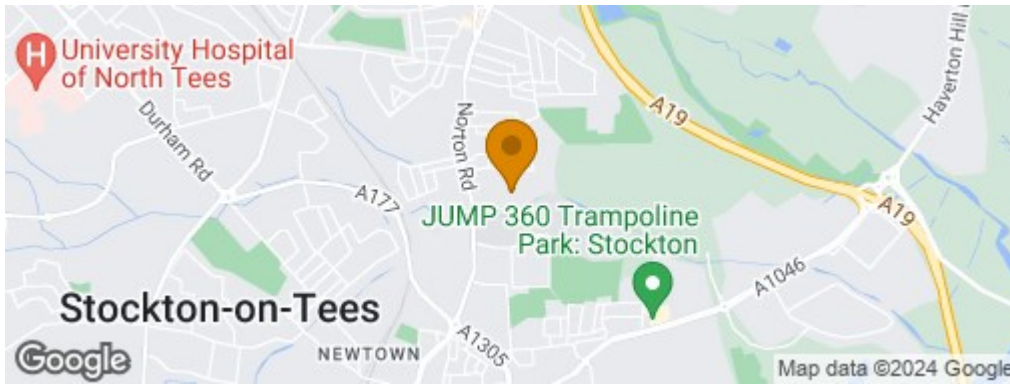 H
University Hospital
of North Tees
Durham Rd
Norton Rd
A177
A19
Haverton Hill
A19
JUMP 360 Trampoline
Park: Stockton
A1046
Stockton-on-Tees
NEWTOWN
A1305
Google
Map data ©2024 Google